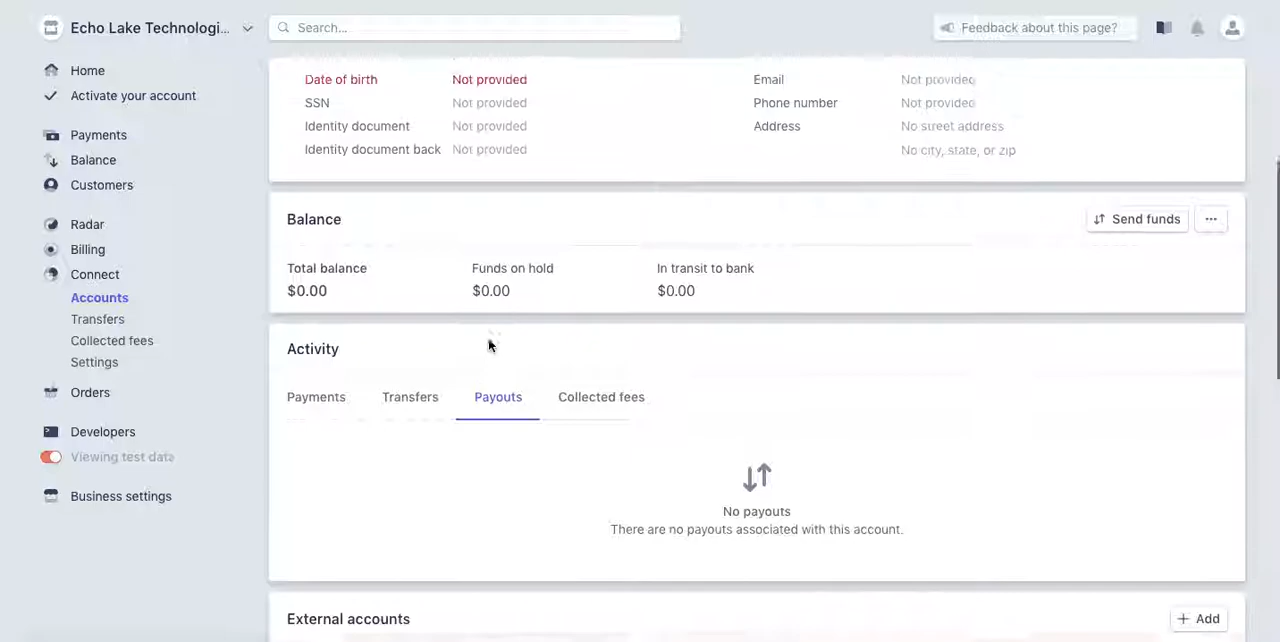 Echo Lake Technologi...
Search...
Feedback about this page?
Home
Activate your account
Payments
Balance
Customers
Radar
Billing
Connect
Accounts
Transfers
Collected fees
Settings
Orders
Developers
Viewing test data
Business settings
Date of birth Not provided
SSN Not provided
Identity document Not provided
Identity document back Not provided
Email Not provided
Phone number Not provided
Address No street address
No city, state, or zip
Balance
Send funds
...
Total balance Funds on hold In transit to bank
$0.00 $0.00 $0.00
Activity
Payments Transfers Payouts Collected fees
No payouts
There are no payouts associated with this account.
External accounts
+ Add